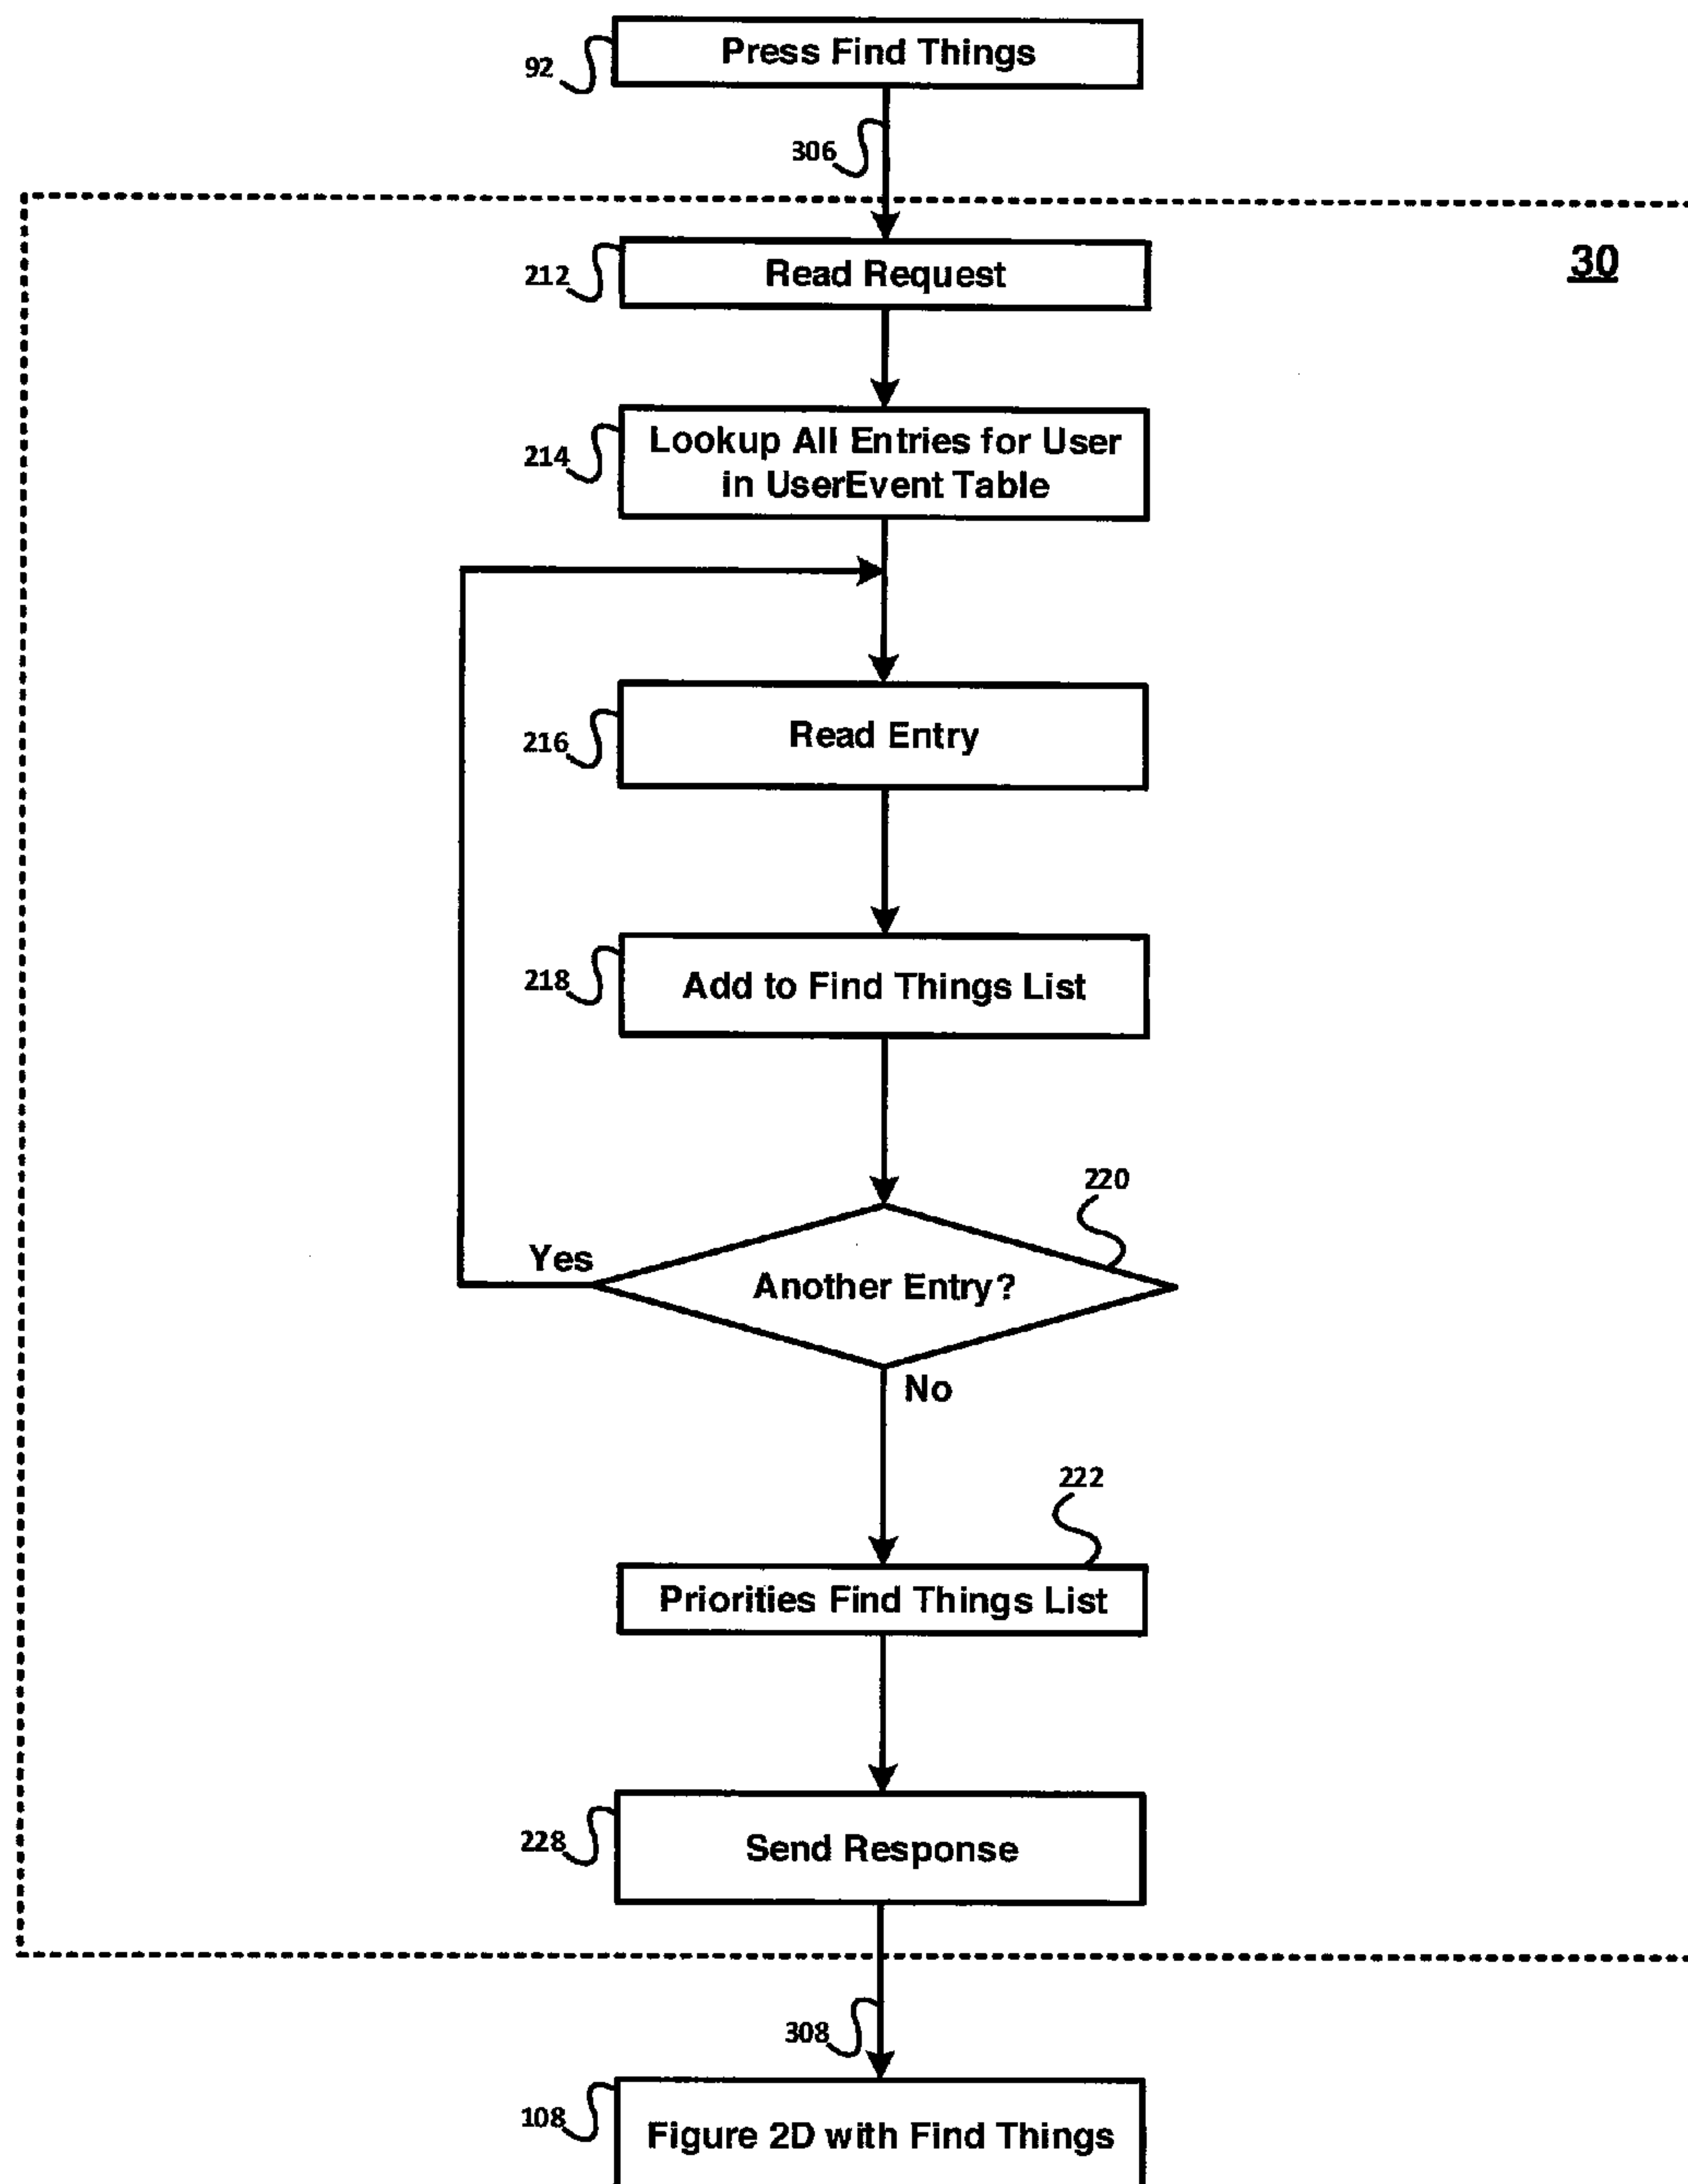 Press Find Things
92
306
30
Read Request
212
Lookup All Entries for User
in UserEvent Table
214
Read Entry
216
Add to Find Things List
218
220
Yes
Another Entry?
No
222
Priorities Find Things List
Send Response
228
308
108
Figure 2D with Find Things